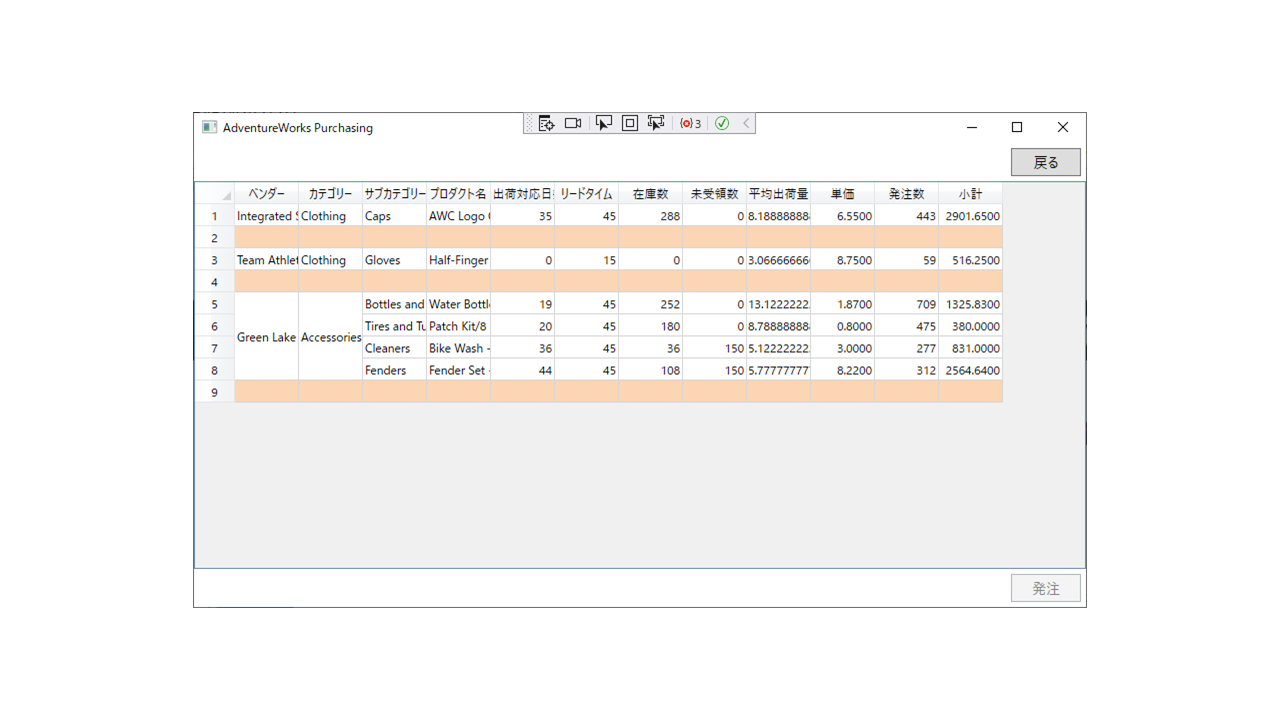 AdventureWorks Purchasing
3
戻る
ベンダー カテゴリー サブカテゴリー プロダクト名 出荷対応日 リードタイム 在庫数 未受領数 平均出荷量 単価 発注数 小計
1 Integrated Clothing Caps AWC Logo 35 45 288 0 8.18888888 6.5500 443 2901.6500
2
3 Team Athlet Clothing Gloves Half-Finger 0 15 0 0 3.06666666 8.7500 59 516.2500
4
5 Bottles and Water Bottl 19 45 252 0 13.1222222 1.8700 709 1325.8300
6 Tires and Tu Patch Kit/8 20 45 180 0 8.78888888 0.8000 475 380.0000
Green Lake Accessories
7 Cleaners Bike Wash - 36 45 36 150 5.12222222 3.0000 277 831.0000
8 Fenders Fender Set 44 45 108 150 5.77777777 8.2200 312 2564.6400
9
発注